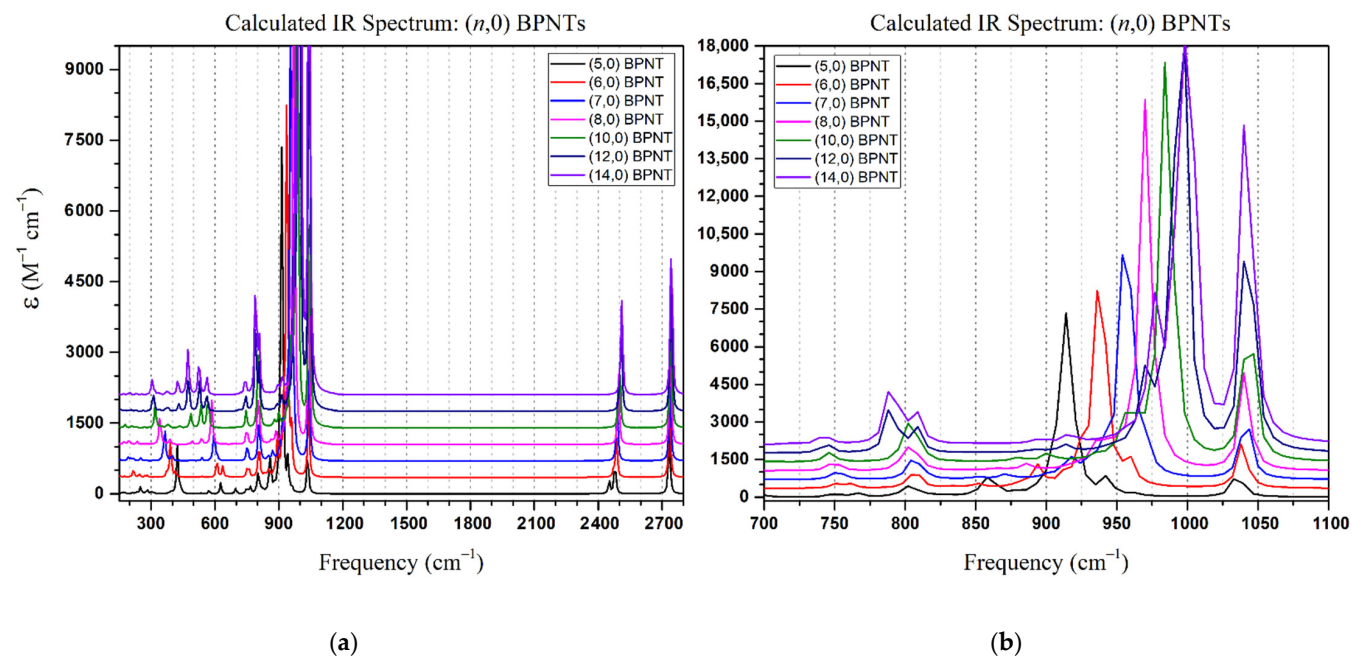 Calculated IR Spectrum: (n,0) BPNTs
9000
7500
6000
4500
3000
1500
0
ε (M⁻¹ cm⁻¹)
(5,0) BPNT
(6,0) BPNT
(7,0) BPNT
(8,0) BPNT
(10,0) BPNT
(12,0) BPNT
(14,0) BPNT
300 600 900 1200 1500 1800 2100 2400 2700
Frequency (cm⁻¹)
(a)
Calculated IR Spectrum: (n,0) BPNTs
18,000
16,500
15,000
13,500
12,000
10,500
9000
7500
6000
4500
3000
1500
0
(5,0) BPNT
(6,0) BPNT
(7,0) BPNT
(8,0) BPNT
(10,0) BPNT
(12,0) BPNT
(14,0) BPNT
700 750 800 850 900 950 1000 1050 1100
Frequency (cm⁻¹)
(b)